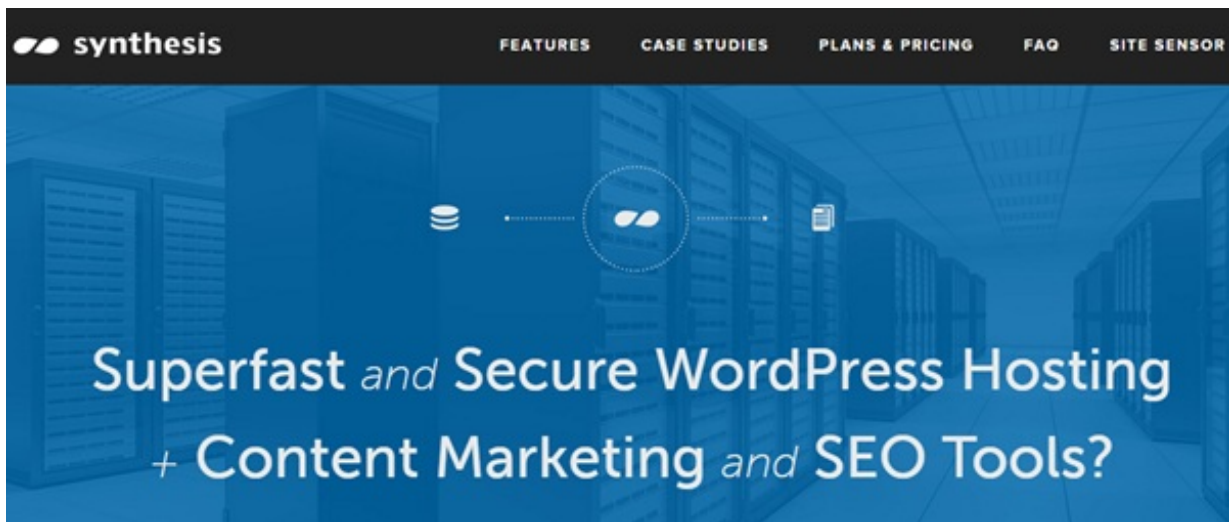 synthesis
FEATURES CASE STUDIES PLANS & PRICING FAQ SITE SENSOR
Superfast and Secure WordPress Hosting
+ Content Marketing and SEO Tools?